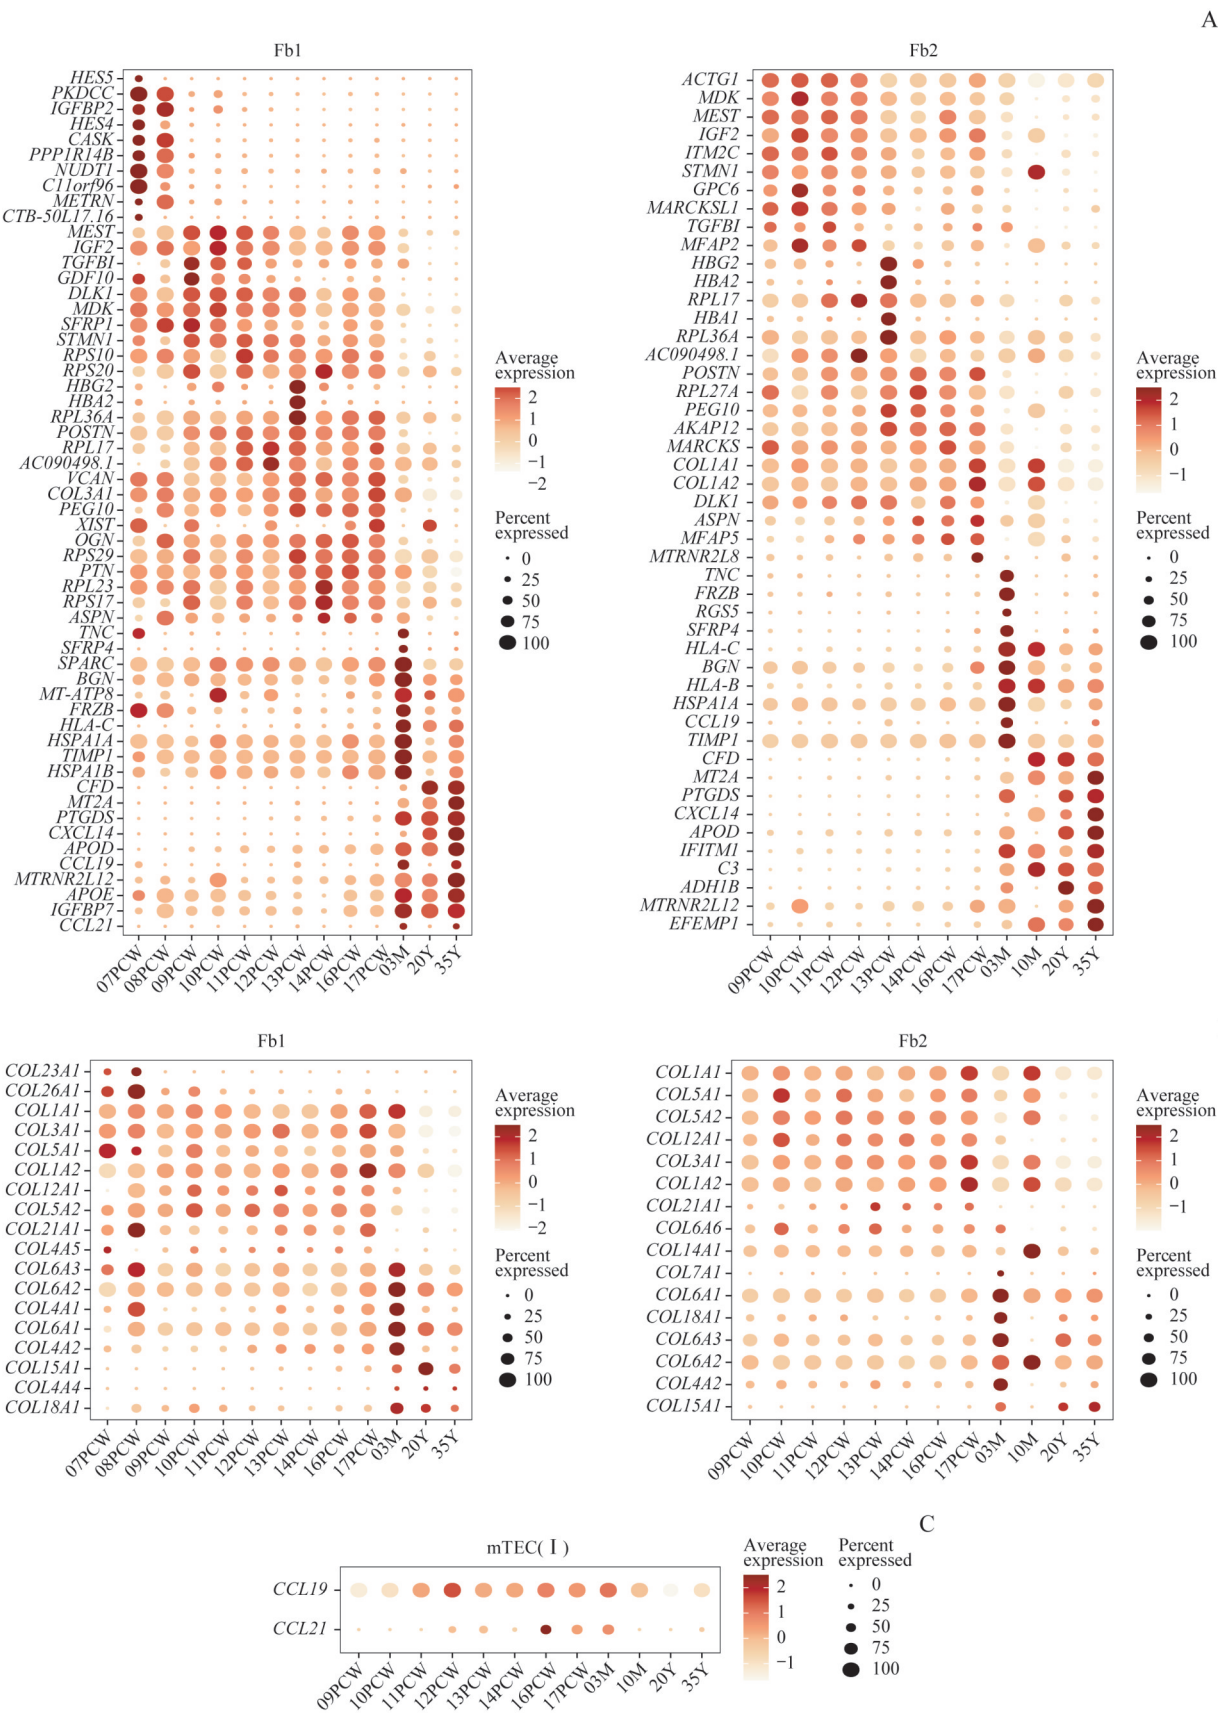 A
Fb1
HES5
PKDCC
IGFBP2
HES4
CASK
PPP1R14B
NUDT1
C11orf96
METRN
CTB-50L17.16
MEST
IGF2
TGFBI
GDF10
DLK1
MDK
SFRP1
STMN1
RPS10
RPS20
HBG2
HBA2
RPL36A
POSTN
RPL17
AC090498.1
VCAN
COL3A1
PEG10
XIST
OGN
RPS29
PTN
RPL23
RPS17
ASPN
TNC
SFRP4
SPARC
BGN
MT-ATP8
FRZB
HLA-C
HSPA1A
TIMP1
HSPA1B
CFD
MT2A
PTGDS
CXCL14
APOD
CCL19
MTRNR2L12
APOE
IGFBP7
CCL21
07PCW
08PCW
09PCW
10PCW
11PCW
12PCW
13PCW
14PCW
16PCW
17PCW
03M
20Y
35Y
Average
expression
2
1
0
−1
−2
Percent
expressed
0
25
50
75
100
Fb2
ACTG1
MDK
MEST
IGF2
ITM2C
STMN1
GPC6
MARCKSL1
TGFBI
MFAP2
HBG2
HBA2
RPL17
HBA1
RPL36A
AC090498.1
POSTN
RPL27A
PEG10
AKAP12
MARCKS
COL1A1
COL1A2
DLK1
ASPN
MFAP5
MTRNR2L8
TNC
FRZB
RGS5
SFRP4
HLA-C
BGN
HLA-B
HSPA1A
CCL19
TIMP1
CFD
MT2A
PTGDS
CXCL14
APOD
IFITM1
C3
ADH1B
MTRNR2L12
EFEMP1
09PCW
10PCW
11PCW
12PCW
13PCW
14PCW
16PCW
17PCW
03M
10M
20Y
35Y
Average
expression
2
1
0
−1
Percent
expressed
0
25
50
75
100
Fb1
COL23A1
COL26A1
COL1A1
COL3A1
COL5A1
COL1A2
COL12A1
COL5A2
COL21A1
COL4A5
COL6A3
COL6A2
COL4A1
COL6A1
COL4A2
COL15A1
COL4A4
COL18A1
07PCW
08PCW
09PCW
10PCW
11PCW
12PCW
13PCW
14PCW
16PCW
17PCW
03M
20Y
35Y
Average
expression
2
1
0
−1
−2
Percent
expressed
0
25
50
75
100
Fb2
COL1A1
COL5A1
COL5A2
COL12A1
COL3A1
COL1A2
COL21A1
COL6A6
COL14A1
COL7A1
COL6A1
COL18A1
COL6A3
COL6A2
COL4A2
COL15A1
09PCW
10PCW
11PCW
12PCW
13PCW
14PCW
16PCW
17PCW
03M
10M
20Y
35Y
Average
expression
2
1
0
−1
Percent
expressed
0
25
50
75
100
C
mTEC( I )
CCL19
CCL21
09PCW
10PCW
11PCW
12PCW
13PCW
14PCW
16PCW
17PCW
03M
10M
20Y
35Y
Average
expression
2
1
0
−1
Percent
expressed
0
25
50
75
100